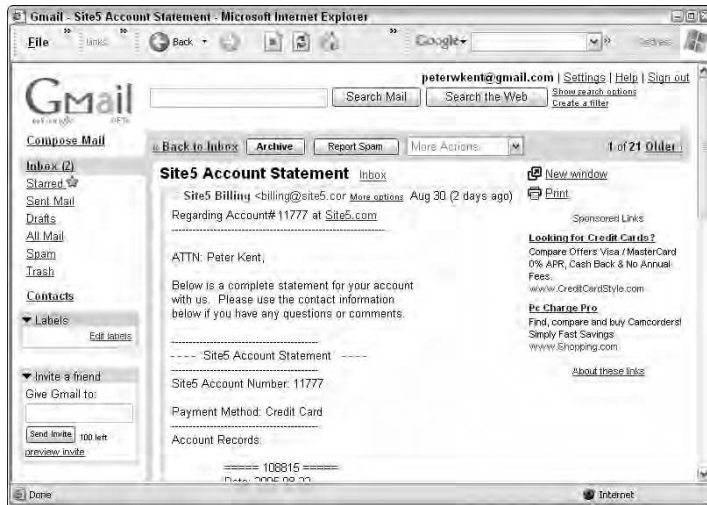 Gmail - Site5 Account Statement - Microsoft Internet Explorer
File » Links » Back » Google » Address
peterwkent@gmail.com | Settings | Help | Sign out
Gmail
BETA
Search Mail Search the Web Show search options
Create a filter
Compose Mail
« Back to Inbox Archive Report Spam More Actions 1 of 21 Older
Inbox (2)
Starred
Sent Mail
Drafts
All Mail
Spam
Trash
Contacts
Labels
Edit labels
Invite a friend
Give Gmail to:
Send Invite 100 left
preview invite
Site5 Account Statement Inbox
Site5 Billing <billing@site5.cor More options Aug 30 (2 days ago)
Regarding Account# 11777 at Site5.com
----------------------------------------------------------------
ATTN: Peter Kent,
Below is a complete statement for your account
with us. Please use the contact information
below if you have any questions or comments.
--------------------------------------------
---- Site5 Account Statement ----
--------------------------------------------
Site5 Account Number: 11777
Payment Method: Credit Card
--------------------------------------------
Account Records:
===== 108815 =====
New window
Print
Sponsored Links
Looking for Credit Cards?
Compare Offers Visa / MasterCard
0% APR, Cash Back & No Annual
Fees.
www.CreditCardStyle.com
Pc Charge Pro
Find, compare and buy Camcorders!
Simply Fast Savings
www.Shopping.com
About these links
Done Internet